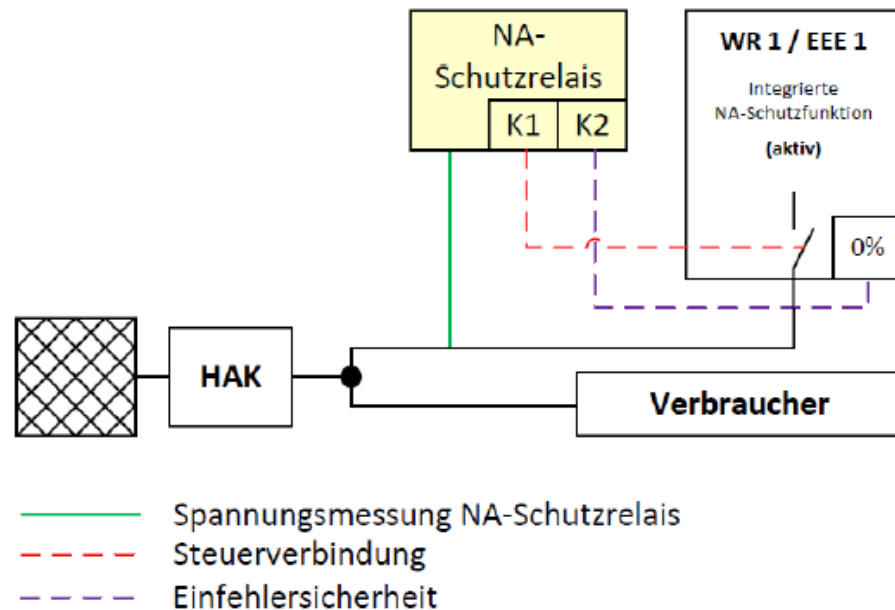 NA-
Schutzrelais
K1 K2
WR 1 / EEE 1
Integrierte
NA-Schutzfunktion
(aktiv)
0%
HAK
Verbraucher
Spannungsmessung NA-Schutzrelais
Steuerverbindung
Einfehlersicherheit